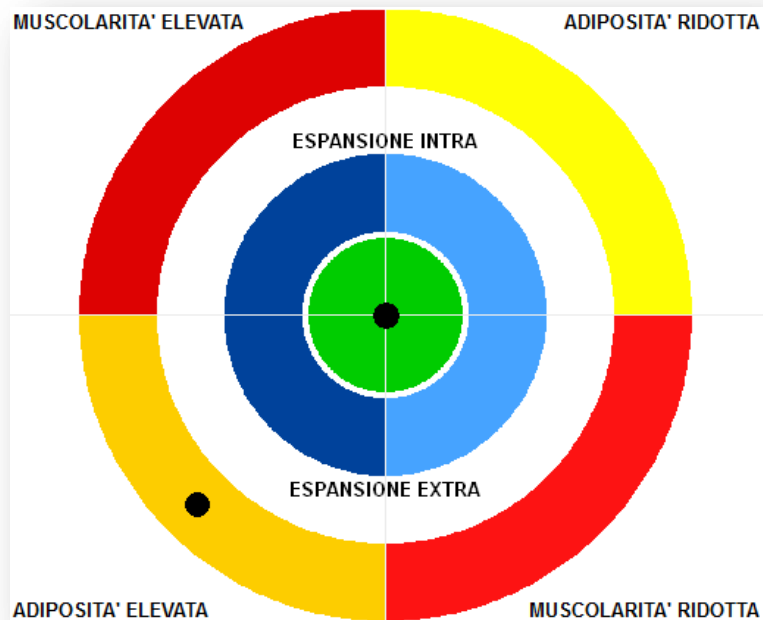 MUSCOLARITA' ELEVATA
ADIPOSITA' RIDOTTA
ESPANSIONE INTRA
ESPANSIONE EXTRA
ADIPOSITA' ELEVATA
MUSCOLARITA' RIDOTTA